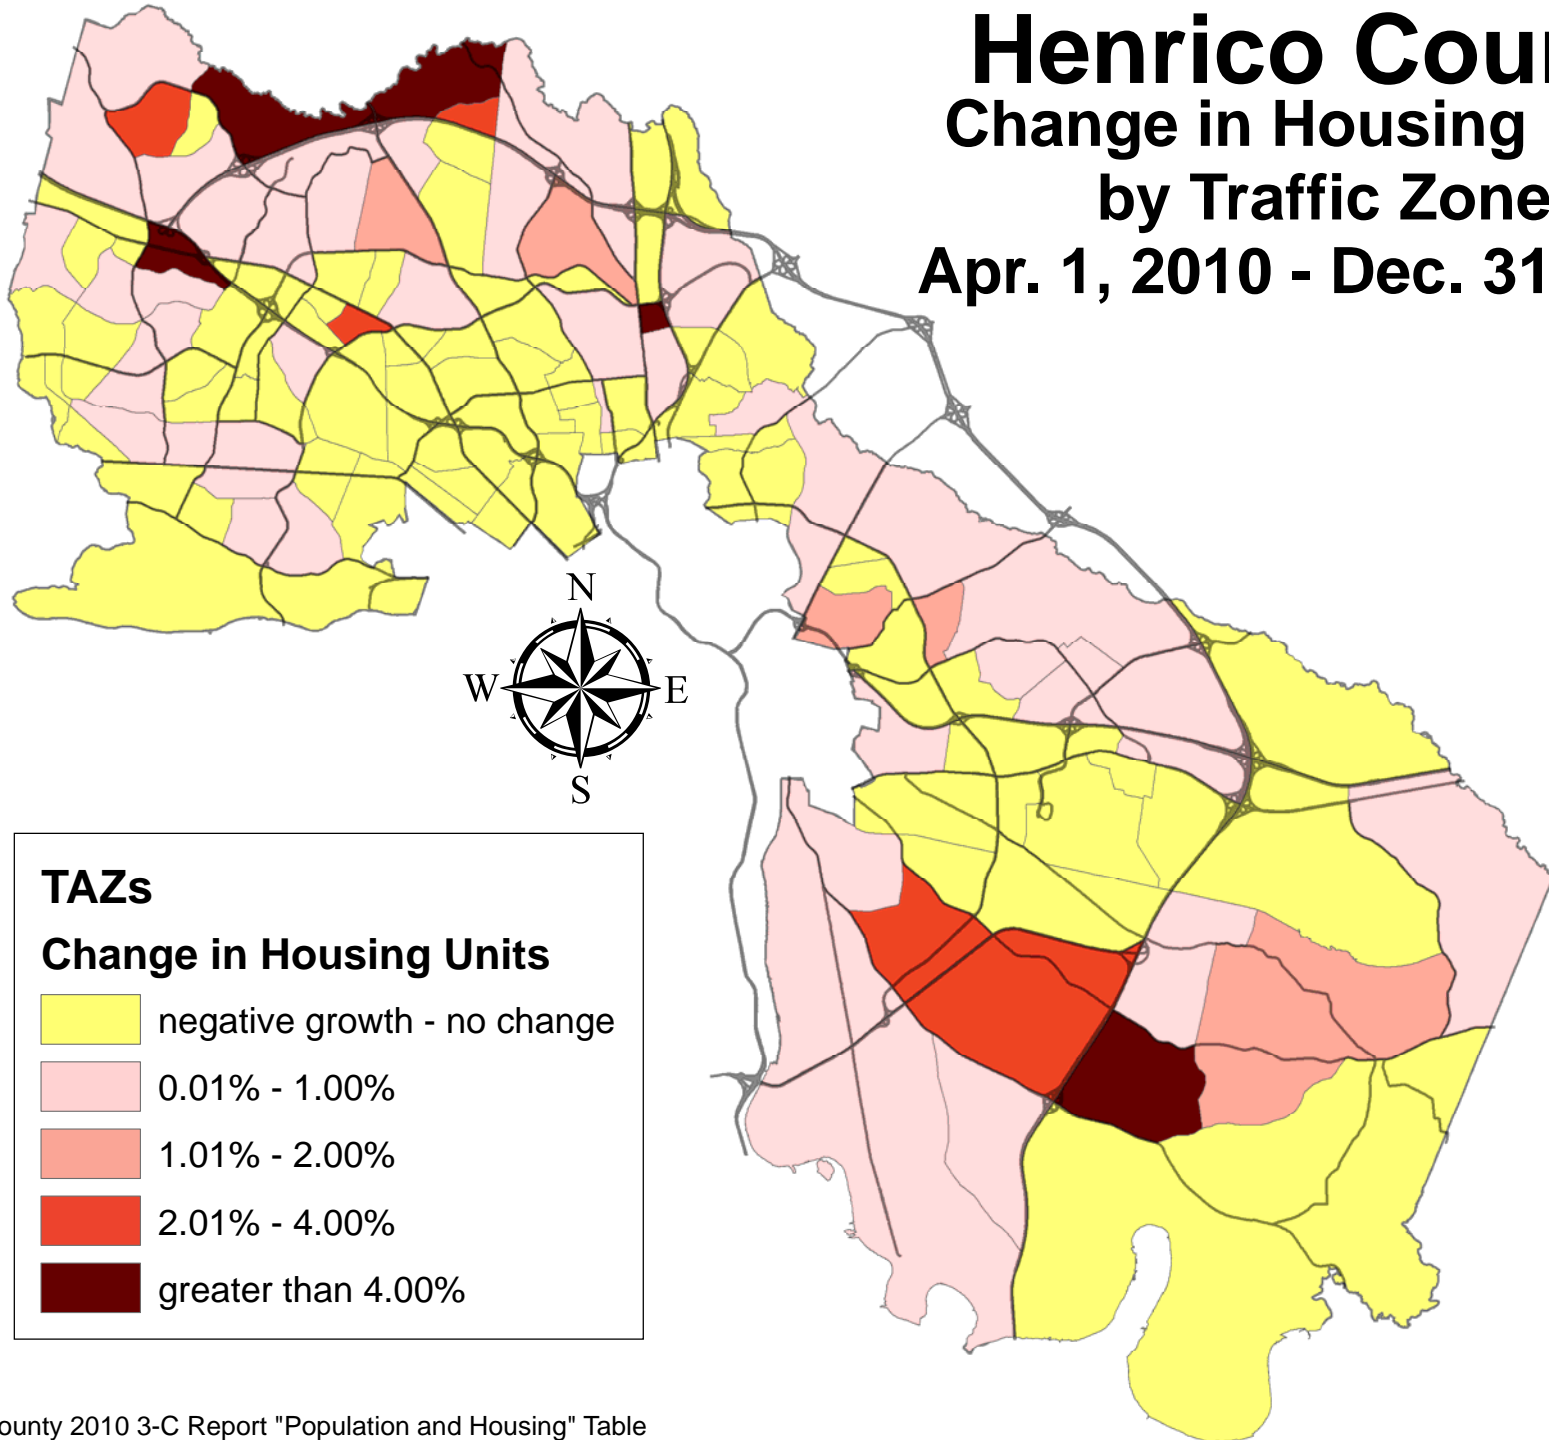 Henrico
Change in Housing
by Traffic Zone
Apr. 1, 2010 - Dec. 31
N
W
E
S
TAZs
Change in Housing Units
negative growth - no change
0.01% - 1.00%
1.01% - 2.00%
2.01% - 4.00%
greater than 4.00%
2010 3-C Report "Population and Housing" Table